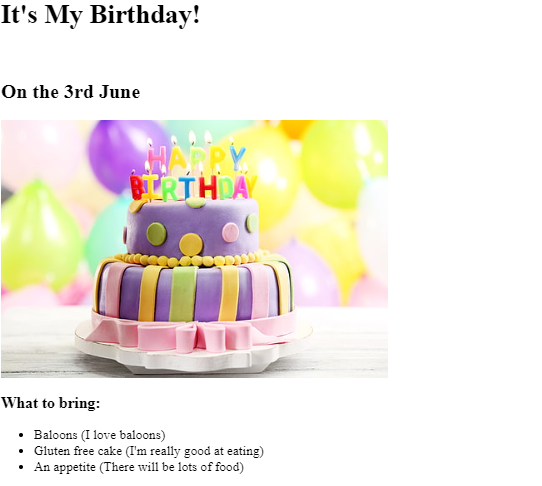 It's My Birthday!
On the 3rd June
HAPPY
BIRTHDAY
What to bring:
Baloons (I love baloons)
Gluten free cake (I'm really good at eating)
An appetite (There will be lots of food)